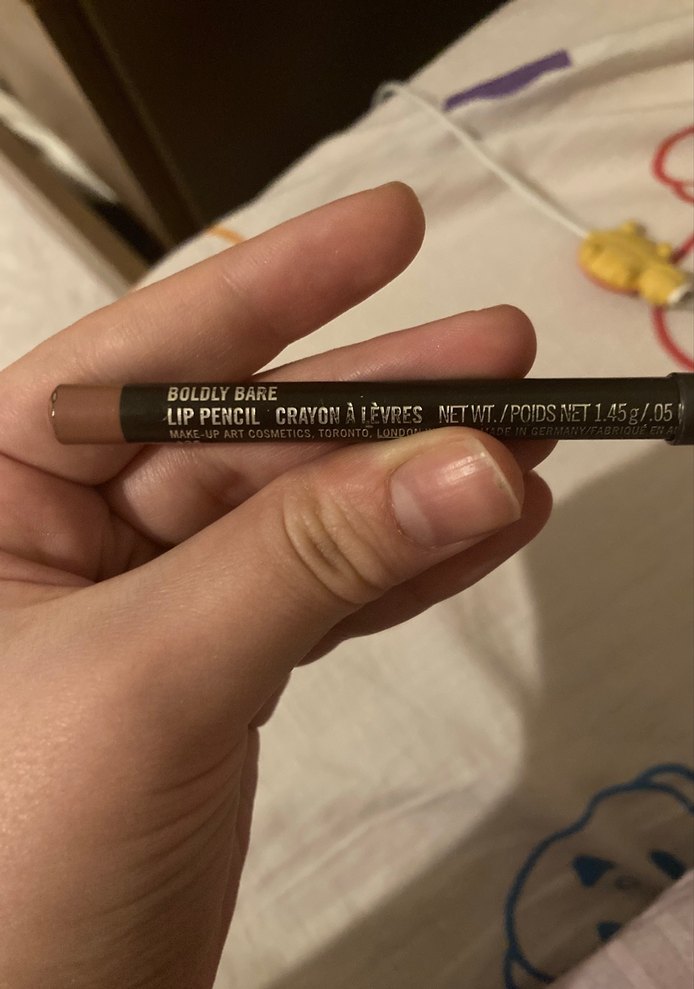 BOLDLY BARE
LIP PENCIL CRAYON À LÈVRES NET WT. / POIDS NET 1.45 g / .05
MAKE-UP ART COSMETICS, TORONTO, LONDON MADE IN GERMANY/FABRIQUÉ EN